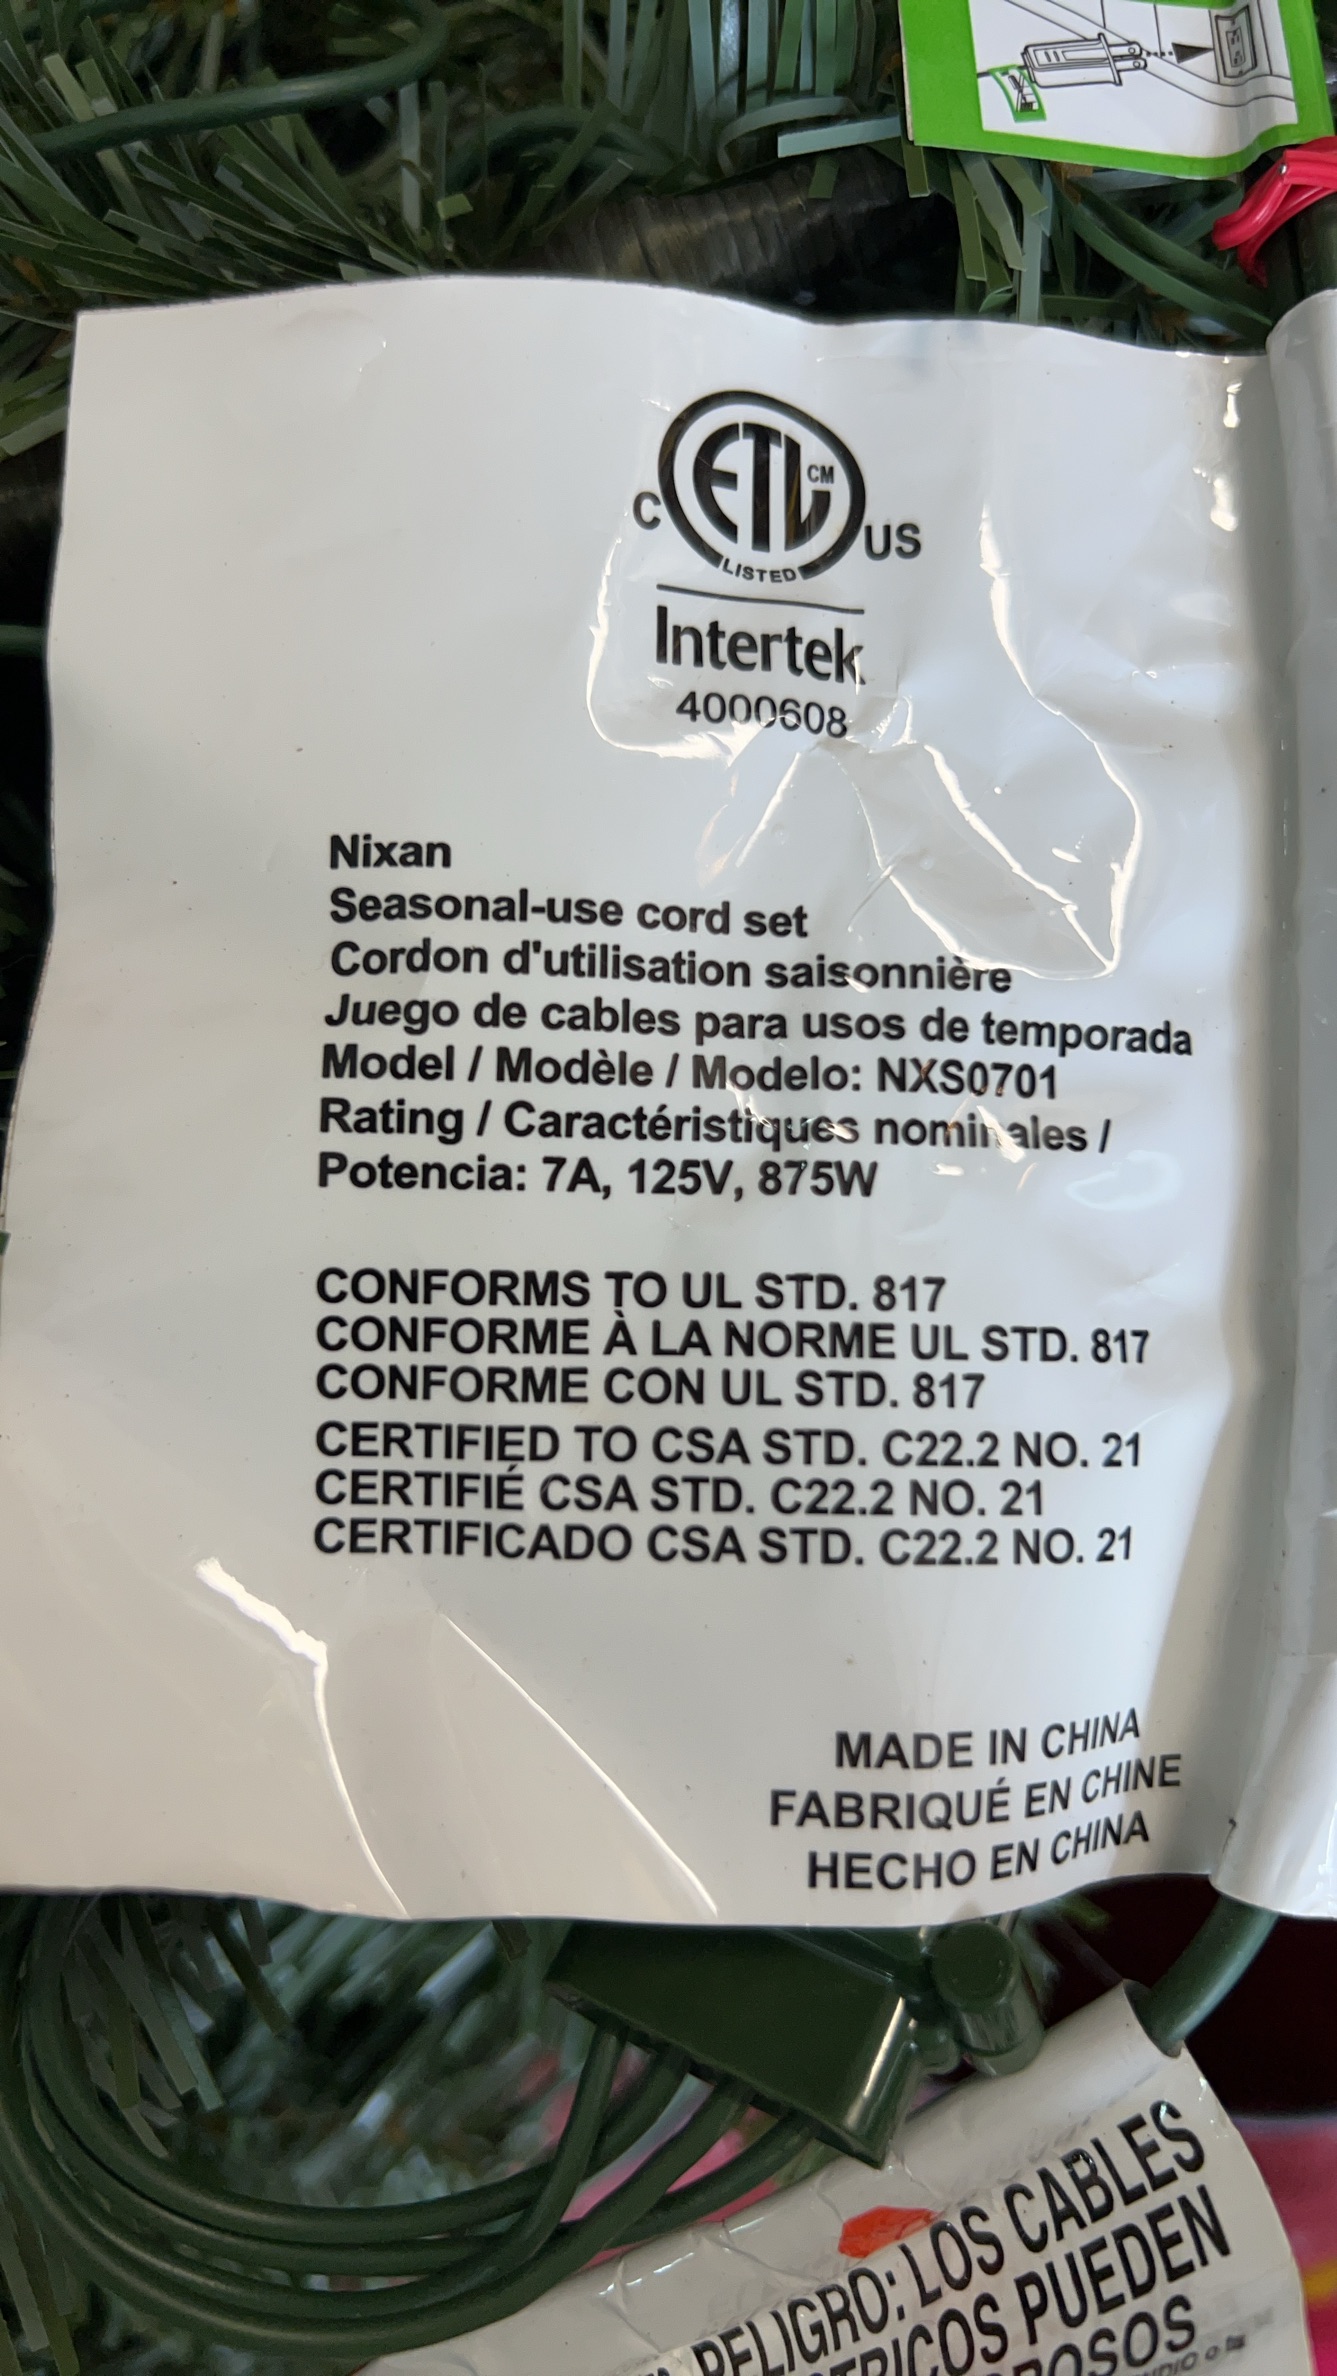 ETL CM
C US
LISTED
Intertek
4000608
Nixan
Seasonal-use cord set
Cordon d'utilisation saisonnière
Juego de cables para usos de temporada
Model / Modèle / Modelo: NXS0701
Rating / Caractéristiques nominales /
Potencia: 7A, 125V, 875W
CONFORMS TO UL STD. 817
CONFORME À LA NORME UL STD. 817
CONFORME CON UL STD. 817
CERTIFIED TO CSA STD. C22.2 NO. 21
CERTIFIÉ CSA STD. C22.2 NO. 21
CERTIFICADO CSA STD. C22.2 NO. 21
MADE IN CHINA
FABRIQUÉ EN CHINE
HECHO EN CHINA
PELIGRO: LOS CABLES
PUEDEN